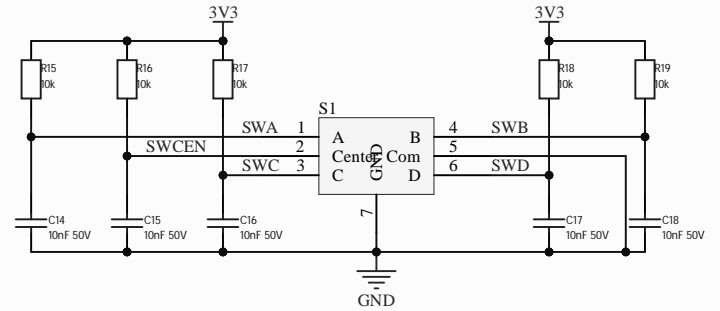 3V3
3V3
R15
10k
R16
10k
R17
10k
R18
10k
R19
10k
S1
SWA
1
A
B
4
SWB
SWCEN
2
Center
Com
5
SWC
3
C
D
6
SWD
GND
7
C14
10nF 50V
C15
10nF 50V
C16
10nF 50V
C17
10nF 50V
C18
10nF 50V
GND